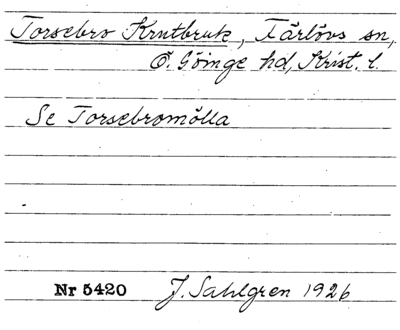 Torsebro Krutbruk, Färlövs sn,
Ö. Göinge hd, Krist. l.
Se Torsebromölla
Nr 5420 J. Sahlgren 1926